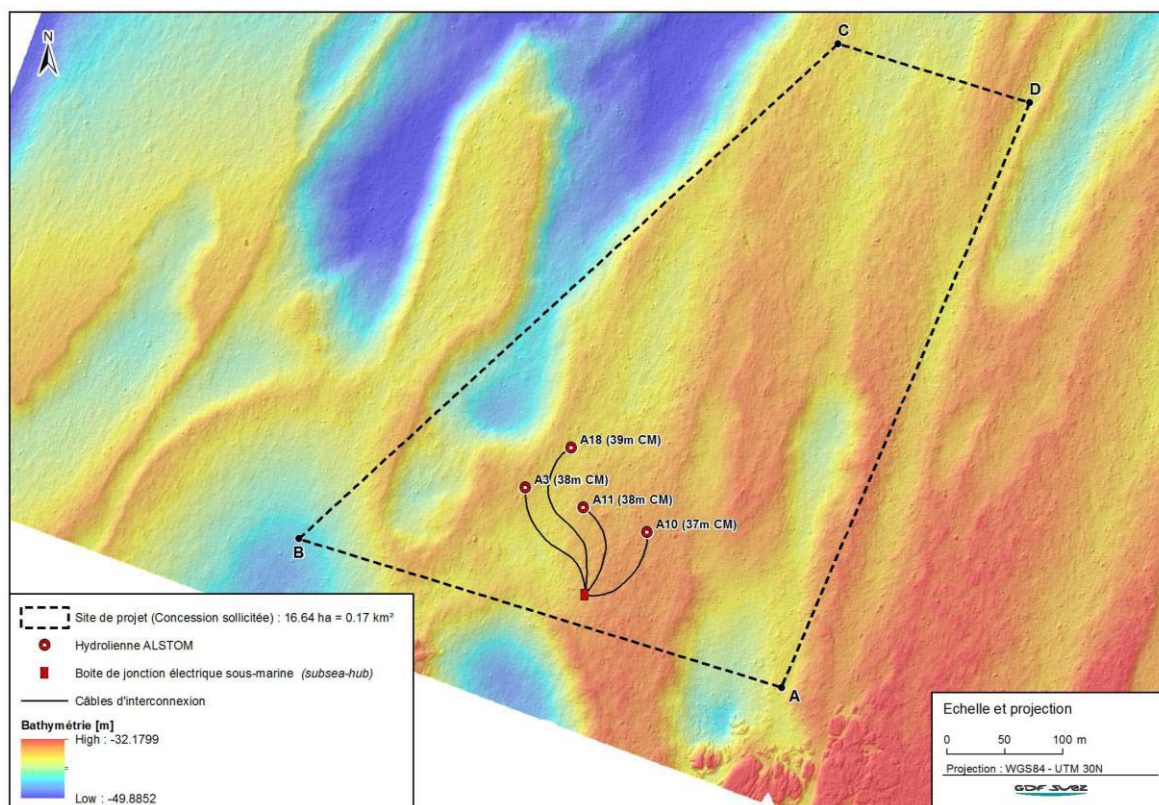 N
C
D
A18 (39m CM)
A3 (38m CM)
A11 (38m CM)
A10 (37m CM)
B
A
Site de projet (Concession sollicitée) : 16.64 ha = 0.17 km²
Hydrolienne ALSTOM
Boite de jonction électrique sous-marine (subsea-hub)
Câbles d'interconnexion
Bathymétrie [m]
High : -32.1799
Low : -49.8852
Echelle et projection
0 50 100 m
Projection : WGS84 - UTM 30N
GDF SUEZ